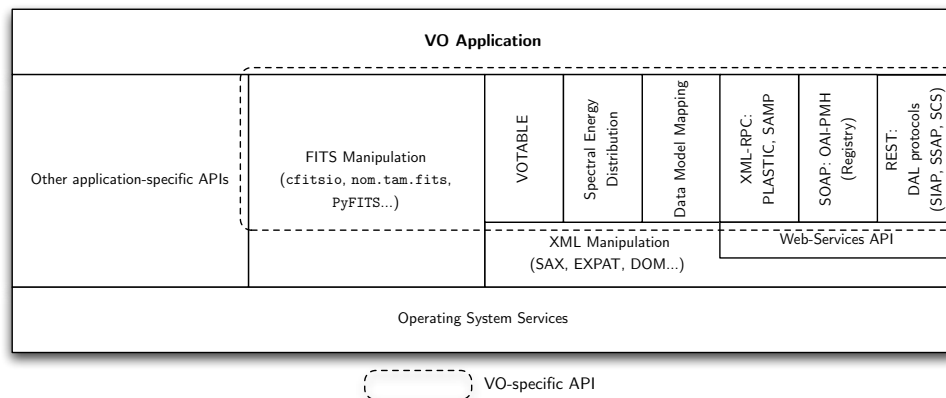 VO Application
Other application-specific APIs
FITS Manipulation
(cfitsio, nom.tam.fits,
PyFITS...)
VOTABLE
Spectral Energy
Distribution
Data Model Mapping
XML-RPC:
PLASTIC, SAMP
SOAP: OAI-PMH
(Registry)
REST:
DAL protocols
(SIAP, SSAP, SCS)
XML Manipulation
(SAX, EXPAT, DOM...)
Web-Services API
Operating System Services
VO-specific API